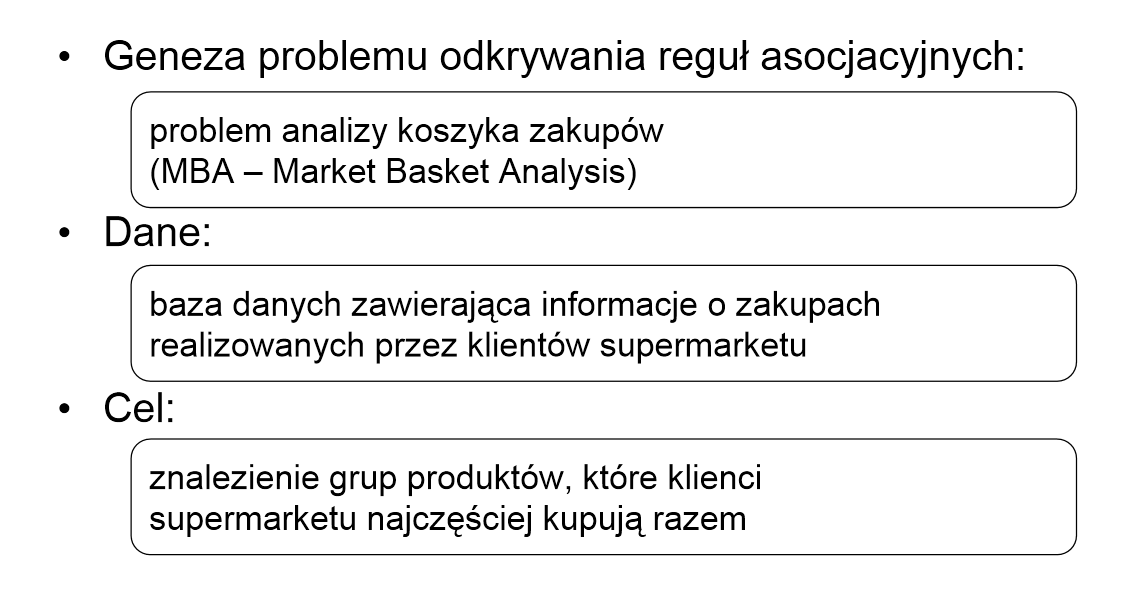 • Geneza problemu odkrywania reguł asocjacyjnych:
problem analizy koszyka zakupów
(MBA – Market Basket Analysis)
• Dane:
baza danych zawierająca informacje o zakupach
realizowanych przez klientów supermarketu
• Cel:
znalezienie grup produktów, które klienci
supermarketu najczęściej kupują razem